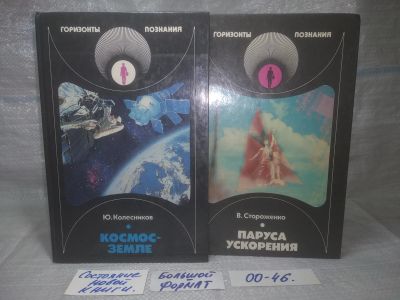 ГОРИЗОНТЫ ПОЗНАНИЯ
Ю. Колесников
КОСМОС-
ЗЕМЛЕ
ГОРИЗОНТЫ ПОЗНАНИЯ
В. Стороженко
ПАРУСА
УСКОРЕНИЯ
Состояние
новой
книги.
Большой
формат
00-46.